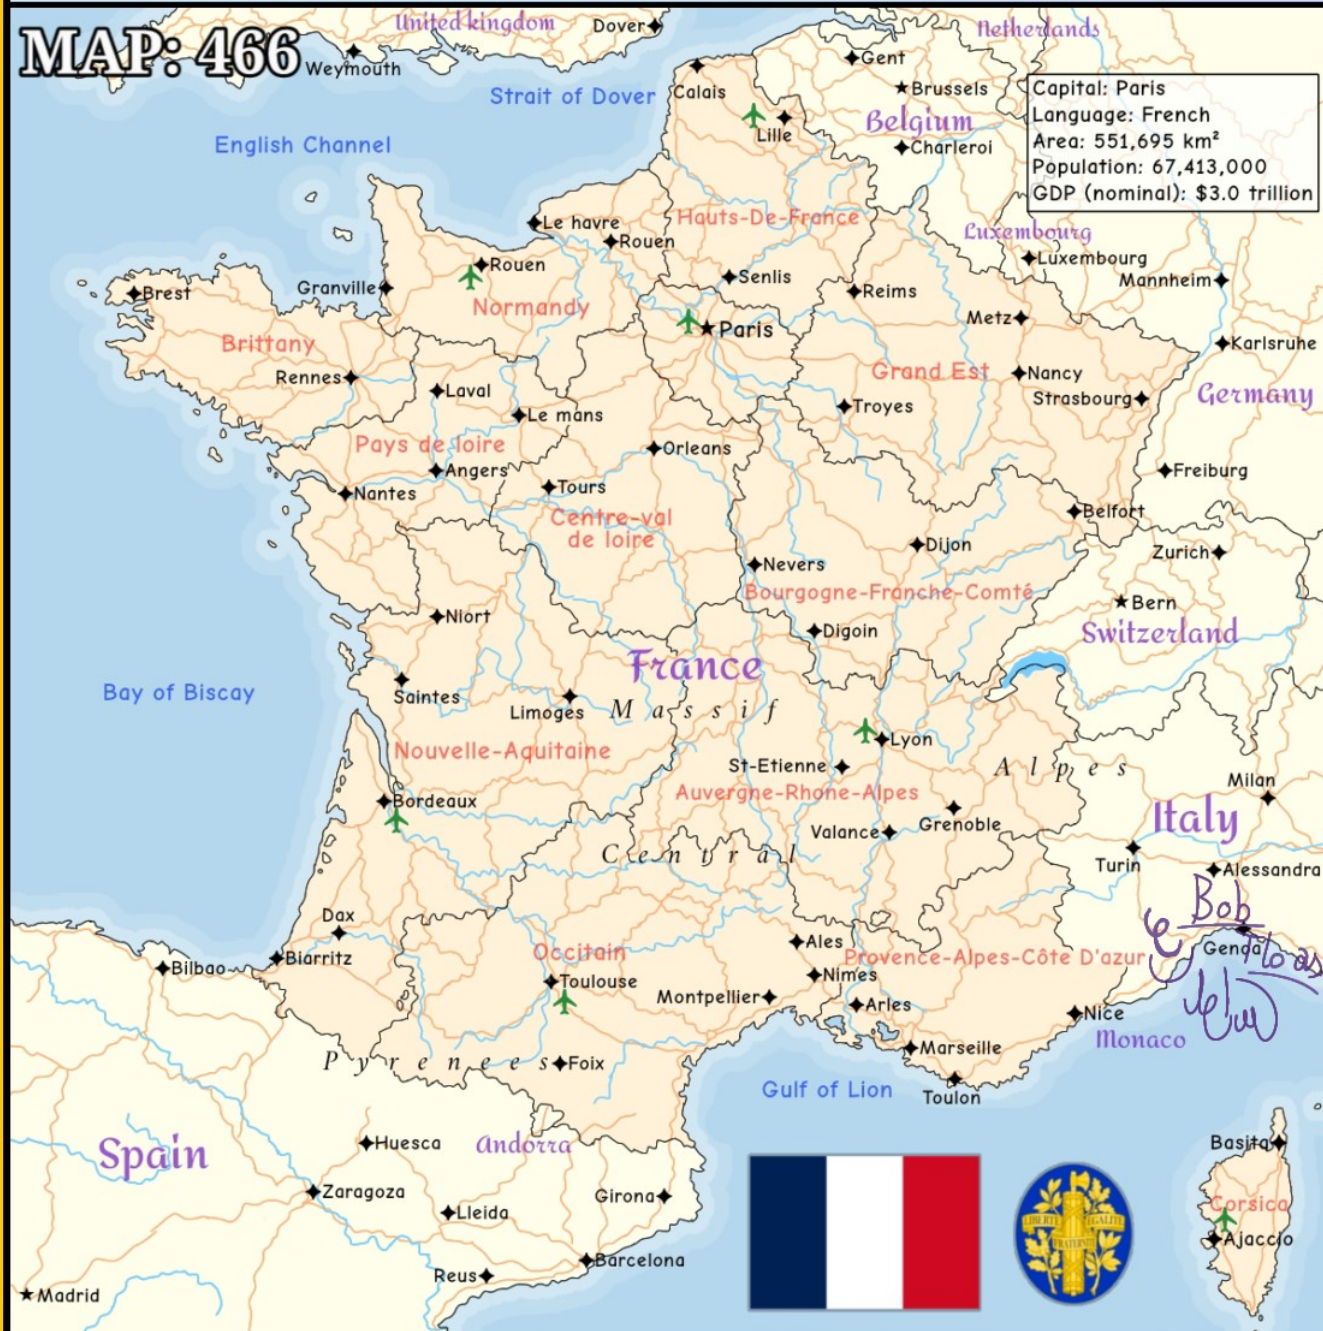 United kingdom
Dover
Netherlands
MAP: 466
Weymouth
Gent
Strait of Dover
Calais
Brussels
Capital: Paris
Language: French
Area: 551,695 km²
Population: 67,413,000
GDP (nominal): $3.0 trillion
English Channel
Lille
Belgium
Charleroi
Le havre
Hauts-De-France
Rouen
Luxembourg
Rouen
Luxembourg
Senlis
Mannheim
Brest
Granville
Normandy
Reims
Metz
Paris
Brittany
Karlsruhe
Rennes
Laval
Grand Est
Nancy
Germany
Strasbourg
Le mans
Troyes
Pays de loire
Orleans
Angers
Freiburg
Nantes
Tours
Centre-val
de loire
Belfort
Dijon
Zurich
Nevers
Bourgogne-Franche-Comté
Bern
Niort
Digoin
Switzerland
France
Bay of Biscay
Saintes
Limoges
Massif
Lyon
Nouvelle-Aquitaine
St-Etienne
Alpes
Auvergne-Rhone-Alpes
Milan
Bordeaux
Grenoble
Italy
Valance
Central
Turin
Alessandra
Bob
Dax
Ales
Genoa
Occitain
Provence-Alpes-Côte D'azur
Biarritz
Bilbao
Nimes
Toulouse
Montpellier
Arles
Nice
Monaco
Marseille
Pyrenees
Foix
Gulf of Lion
Toulon
Huesca
Andorra
Basita
Spain
Zaragoza
Girona
Lleida
Corsica
LIBERTE
EGALITE
FRATERNITE
Ajaccio
Barcelona
Reus
Madrid